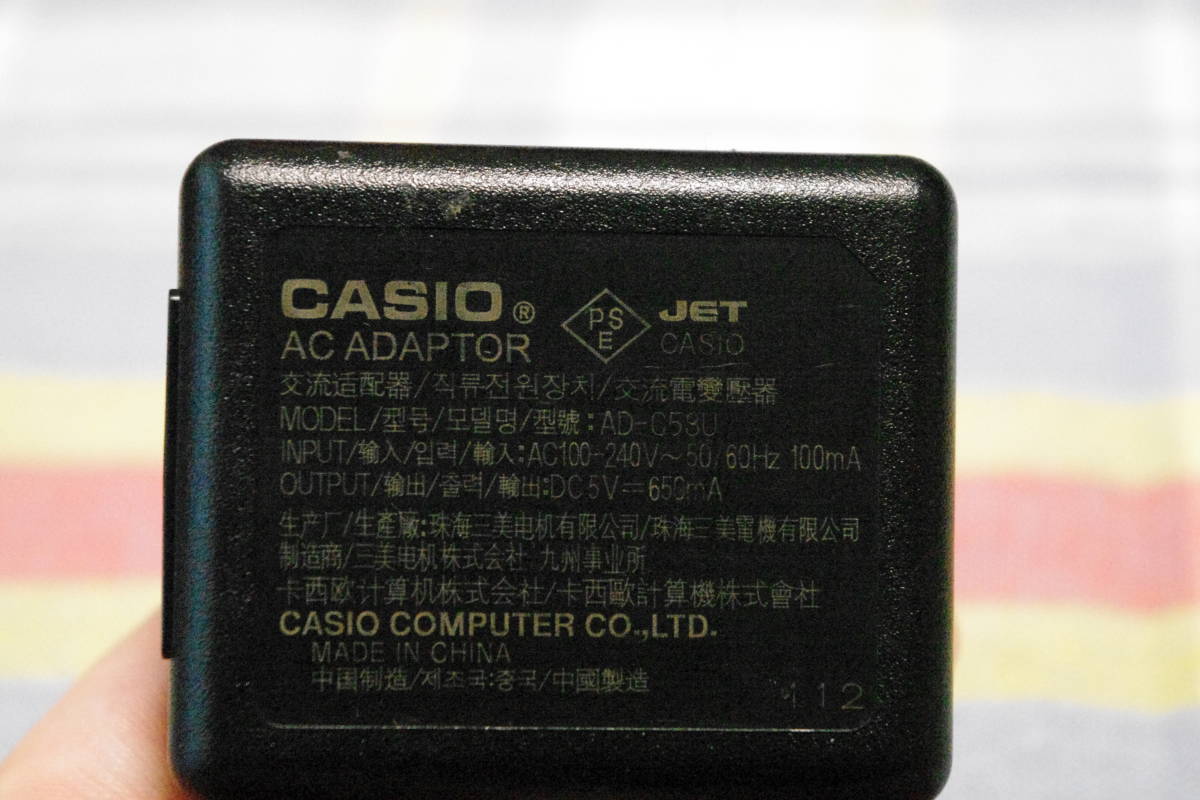 CASIO® PSE JET
AC ADAPTOR CASIO
交流适配器/직류전원장치/交流電變壓器
MODEL/型号/모델명/型號:AD-C53U
INPUT/输入/입력/輸入:AC100-240V～50/60Hz 100mA
OUTPUT/输出/출력/輸出:DC5V⎓650mA
生产厂/生產廠:珠海三美电机有限公司/珠海三美電機有限公司
制造商/三美电机株式会社 九州事业所
卡西欧计算机株式会社/卡西歐計算機株式會社
CASIO COMPUTER CO.,LTD.
MADE IN CHINA
中国制造/제조국:중국/中國製造
112